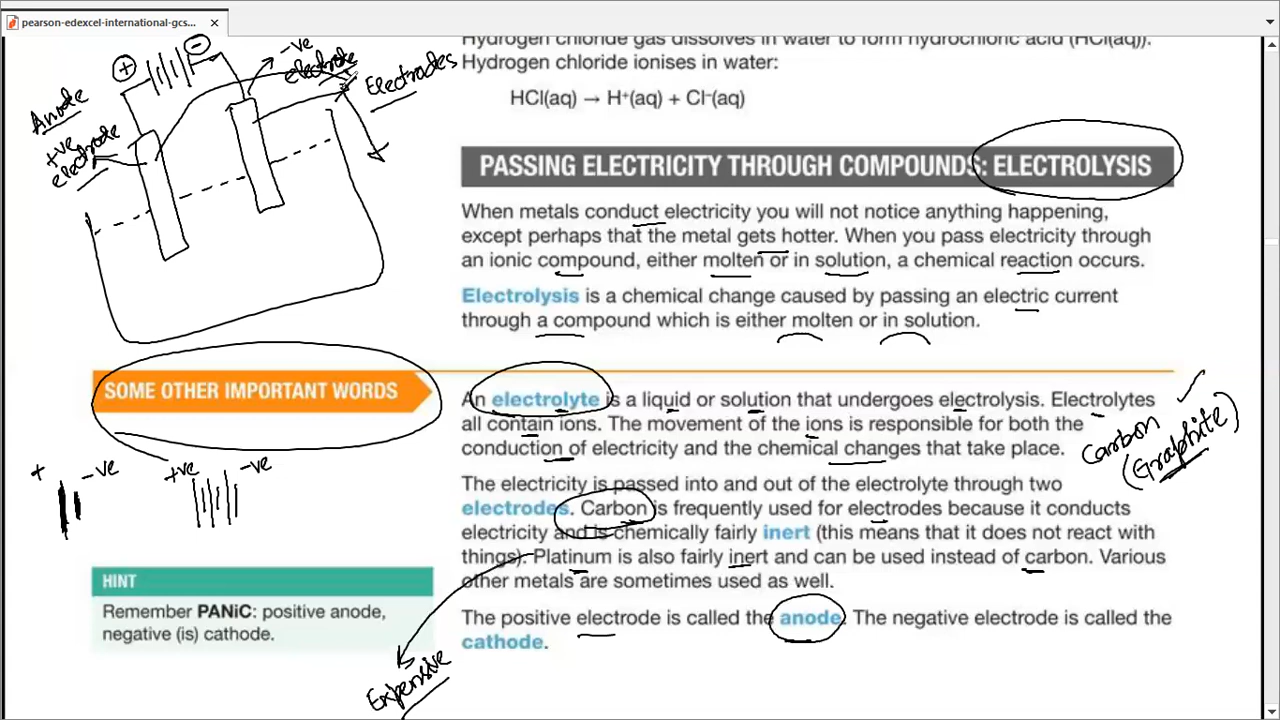 pearson-edexcel-international-gcs...
Hydrogen chloride gas dissolves in water to form hydrochloric acid (HCl(aq)).
Hydrogen chloride ionises in water:
HCl(aq) → H⁺(aq) + Cl⁻(aq)
PASSING ELECTRICITY THROUGH COMPOUNDS: ELECTROLYSIS
When metals conduct electricity you will not notice anything happening,
except perhaps that the metal gets hotter. When you pass electricity through
an ionic compound, either molten or in solution, a chemical reaction occurs.
Electrolysis is a chemical change caused by passing an electric current
through a compound which is either molten or in solution.
+
-
-ve
electrode
Electrodes
Anode
+ve
electrode
SOME OTHER IMPORTANT WORDS
An electrolyte is a liquid or solution that undergoes electrolysis. Electrolytes
all contain ions. The movement of the ions is responsible for both the
conduction of electricity and the chemical changes that take place.
Carbon
(Graphite)
+ -ve
+ve -ve
The electricity is passed into and out of the electrolyte through two
electrodes. Carbon is frequently used for electrodes because it conducts
electricity and is chemically fairly inert (this means that it does not react with
things). Platinum is also fairly inert and can be used instead of carbon. Various
other metals are sometimes used as well.
HINT
Remember PANiC: positive anode,
negative (is) cathode.
The positive electrode is called the anode. The negative electrode is called the
cathode.
Expensive